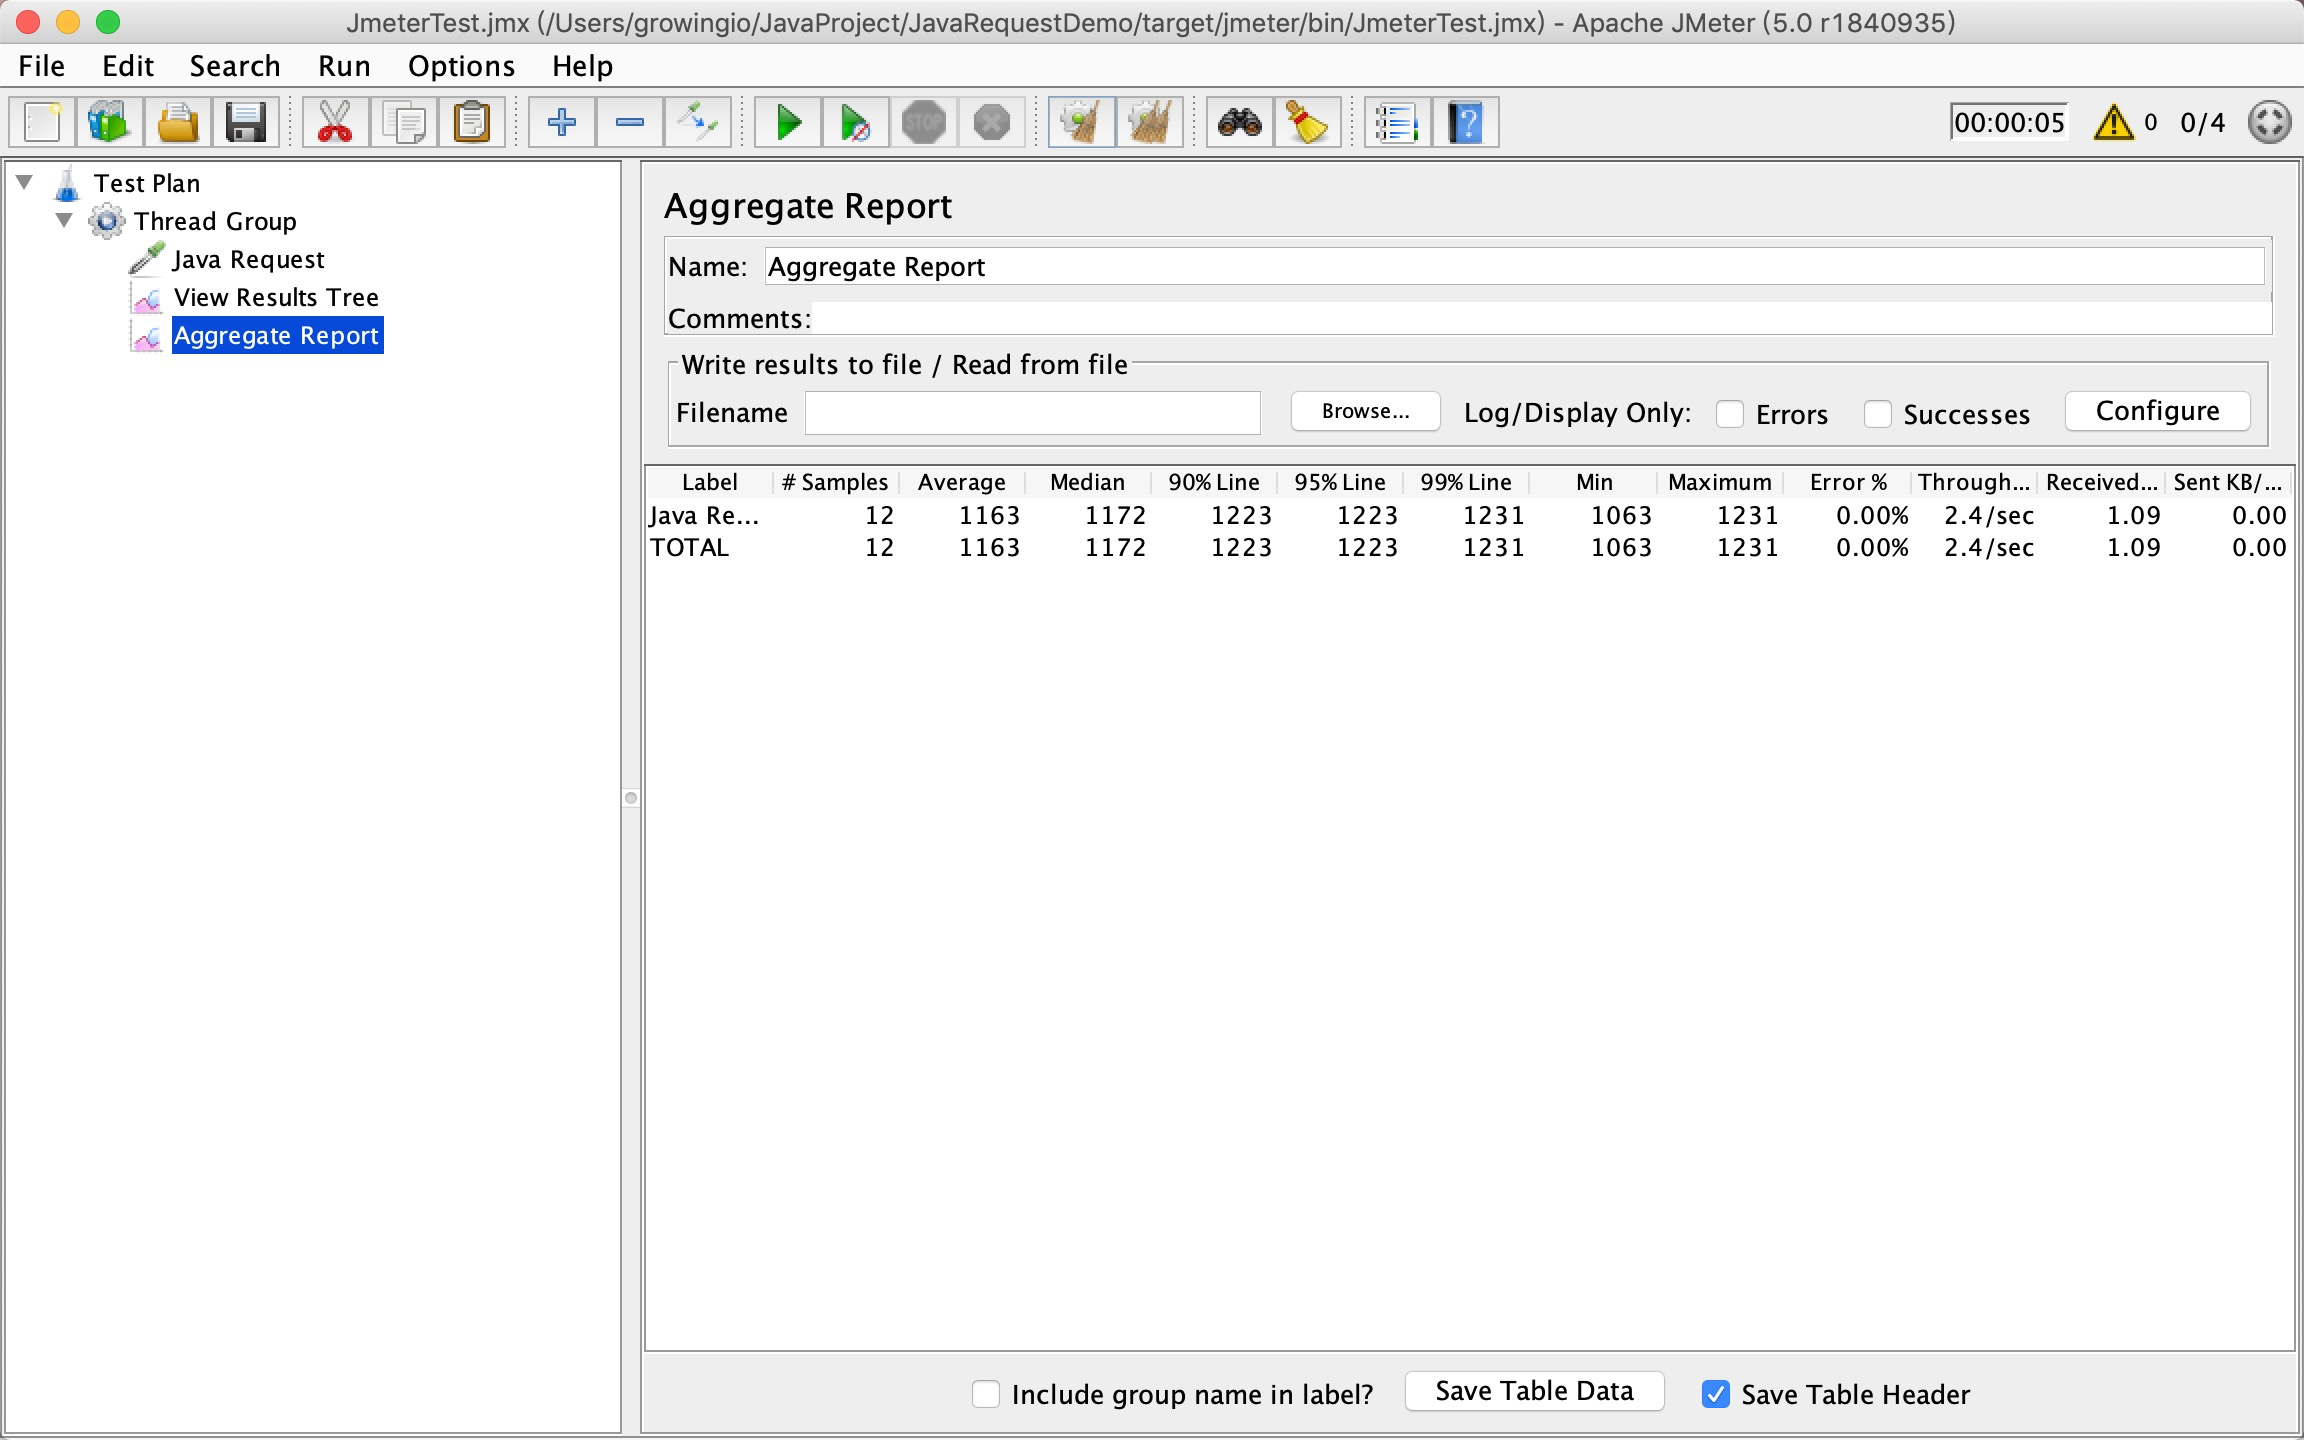 JmeterTest.jmx (/Users/growingio/JavaProject/JavaRequestDemo/target/jmeter/bin/JmeterTest.jmx) - Apache JMeter (5.0 r1840935)
File Edit Search Run Options Help
STOP 00:00:05 0 0/4
Test Plan
Thread Group
Java Request
View Results Tree
Aggregate Report
Aggregate Report
Name: Aggregate Report
Comments:
Write results to file / Read from file
Filename Browse... Log/Display Only: Errors Successes Configure
Label # Samples Average Median 90% Line 95% Line 99% Line Min Maximum Error % Through... Received... Sent KB/...
Java Re... 12 1163 1172 1223 1223 1231 1063 1231 0.00% 2.4/sec 1.09 0.00
TOTAL 12 1163 1172 1223 1223 1231 1063 1231 0.00% 2.4/sec 1.09 0.00
Include group name in label? Save Table Data Save Table Header